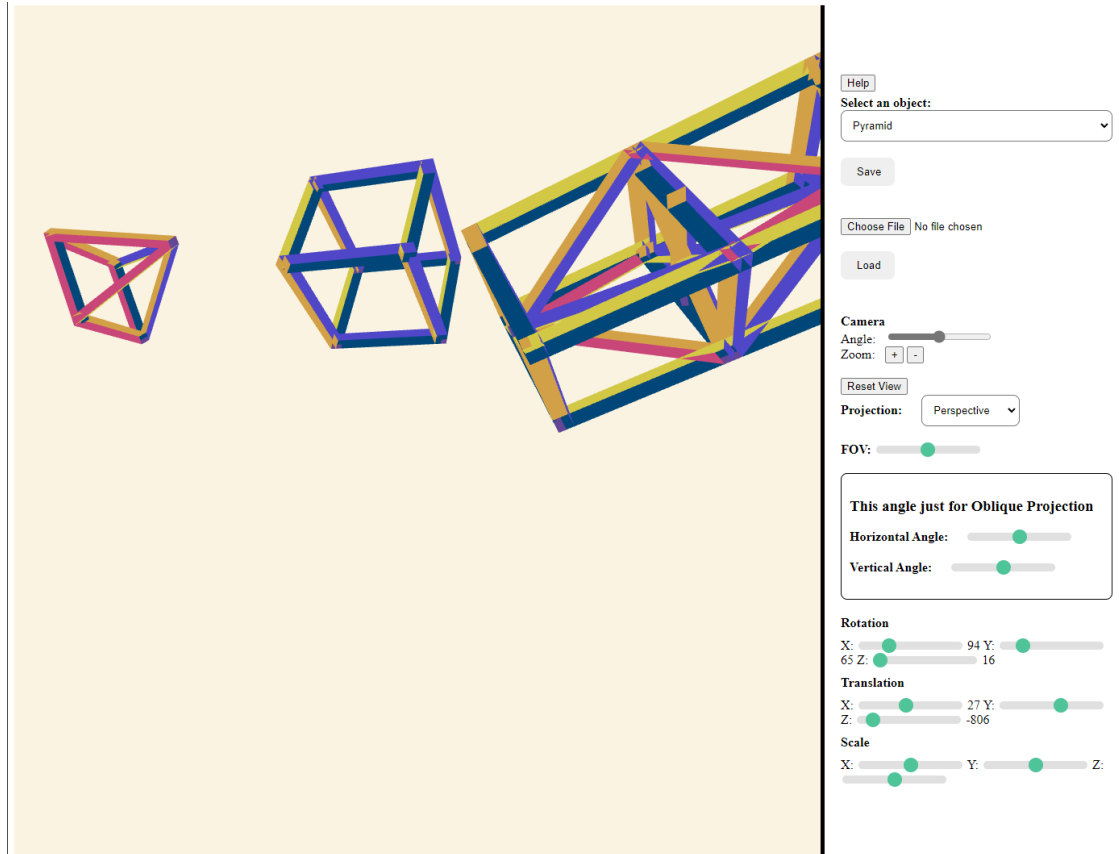 Help
Select an object:
Pyramid
Save
Choose File No file chosen
Load
Camera
Angle:
Zoom: + -
Reset View
Projection: Perspective
FOV:
This angle just for Oblique Projection
Horizontal Angle:
Vertical Angle:
Rotation
X: 94 Y:
65 Z: 16
Translation
X: 27 Y:
Z: -806
Scale
X: Y: Z: